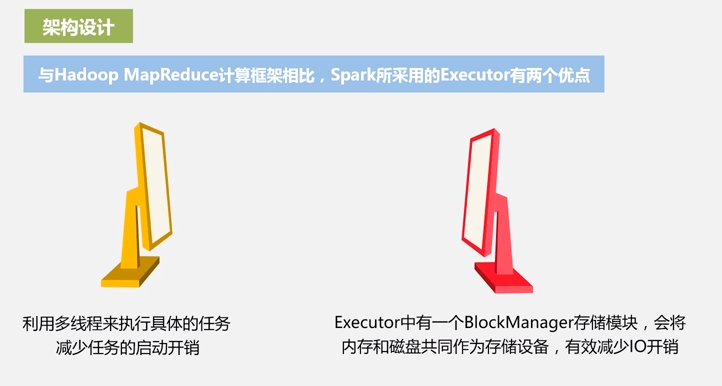 架构设计
与Hadoop MapReduce计算框架相比，Spark所采用的Executor有两个优点
利用多线程来执行具体的任务
减少任务的启动开销
Executor中有一个BlockManager存储模块，会将
内存和磁盘共同作为存储设备，有效减少IO开销